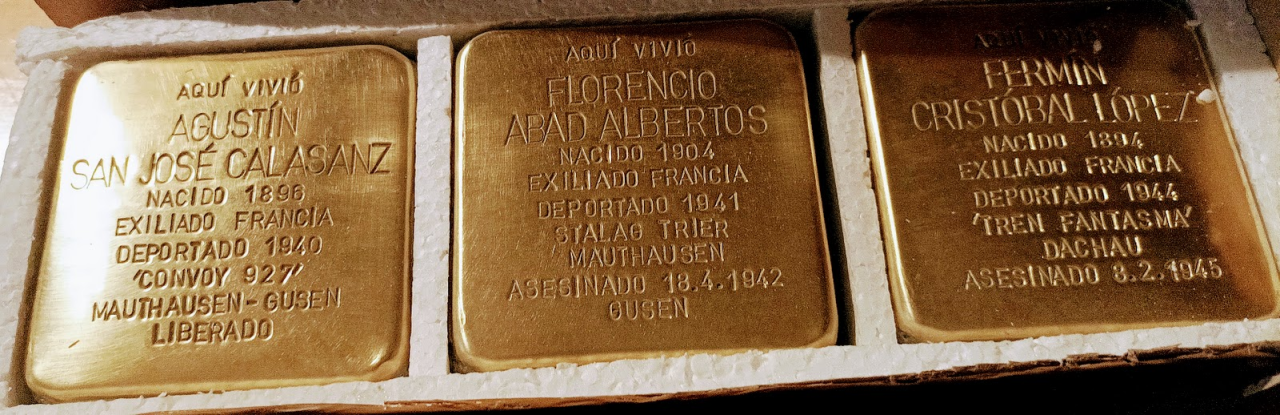 AQUÍ VIVIÓ
AGUSTÍN
SAN JOSÉ CALASANZ
NACIDO 1896
EXILIADO FRANCIA
DEPORTADO 1940
'CONVOY 927'
MAUTHAUSEN-GUSEN
LIBERADO
AQUÍ VIVIÓ
FLORENCIO
ABAD ALBERTOS
NACIDO 1904
EXILIADO FRANCIA
DEPORTADO 1941
STALAG TRIER
MAUTHAUSEN
ASESINADO 18.4.1942
GUSEN
AQUÍ VIVIÓ
FERMÍN
CRISTÓBAL LÓPEZ
NACIDO 1894
EXILIADO FRANCIA
DEPORTADO 1944
'TREN FANTASMA'
DACHAU
ASESINADO 8.2.1945